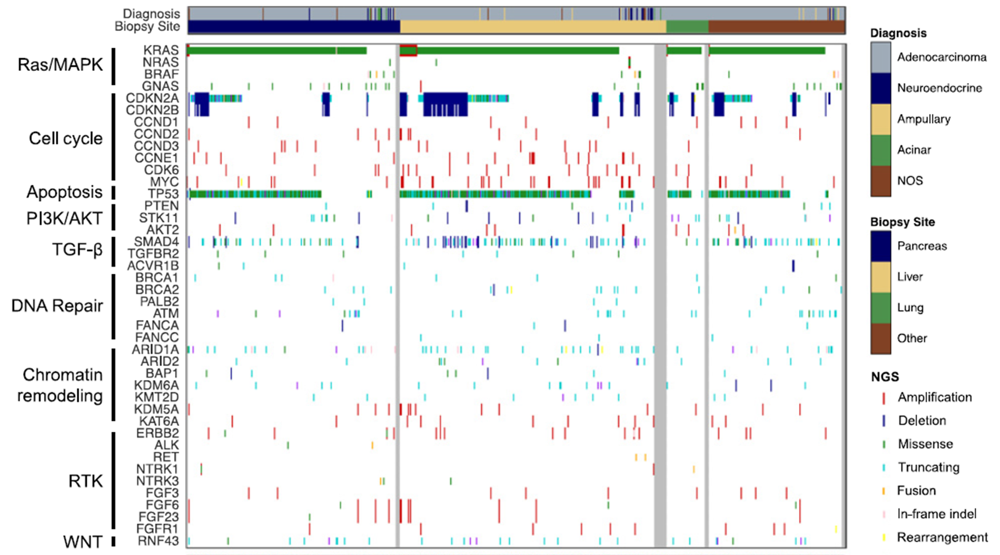 Diagnosis
Biopsy Site
Ras/MAPK
KRAS
NRAS
BRAF
GNAS
Cell cycle
CDKN2A
CDKN2B
CCND1
CCND2
CCND3
CCNE1
CDK6
MYC
Apoptosis
TP53
PI3K/AKT
PTEN
STK11
AKT2
TGF-β
SMAD4
TGFBR2
ACVR1B
DNA Repair
BRCA1
BRCA2
PALB2
ATM
FANCA
FANCC
Chromatin
remodeling
ARID1A
ARID2
BAP1
KDM6A
KMT2D
KDM5A
KAT6A
RTK
ERBB2
ALK
RET
NTRK1
NTRK3
FGF3
FGF6
FGF23
FGFR1
WNT
RNF43
Diagnosis
Adenocarcinoma
Neuroendocrine
Ampullary
Acinar
NOS
Biopsy Site
Pancreas
Liver
Lung
Other
NGS
Amplification
Deletion
Missense
Truncating
Fusion
In-frame indel
Rearrangement